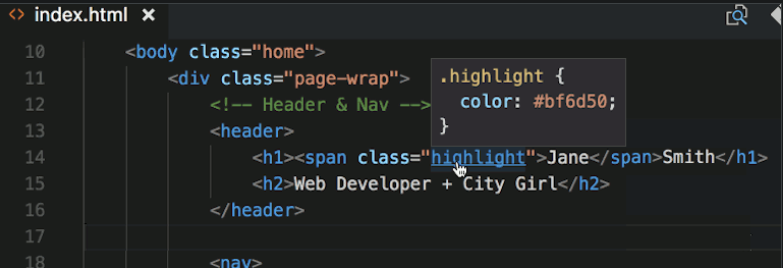 <> index.html ×
10 <body class="home">
11 <div class="page-wrap">
12 <!-- Header & Nav -->
.highlight {
color: #bf6d50;
}
13 <header>
14 <h1><span class="highlight">Jane</span>Smith</h1>
15 <h2>Web Developer + City Girl</h2>
16 </header>
17
18 <nav>